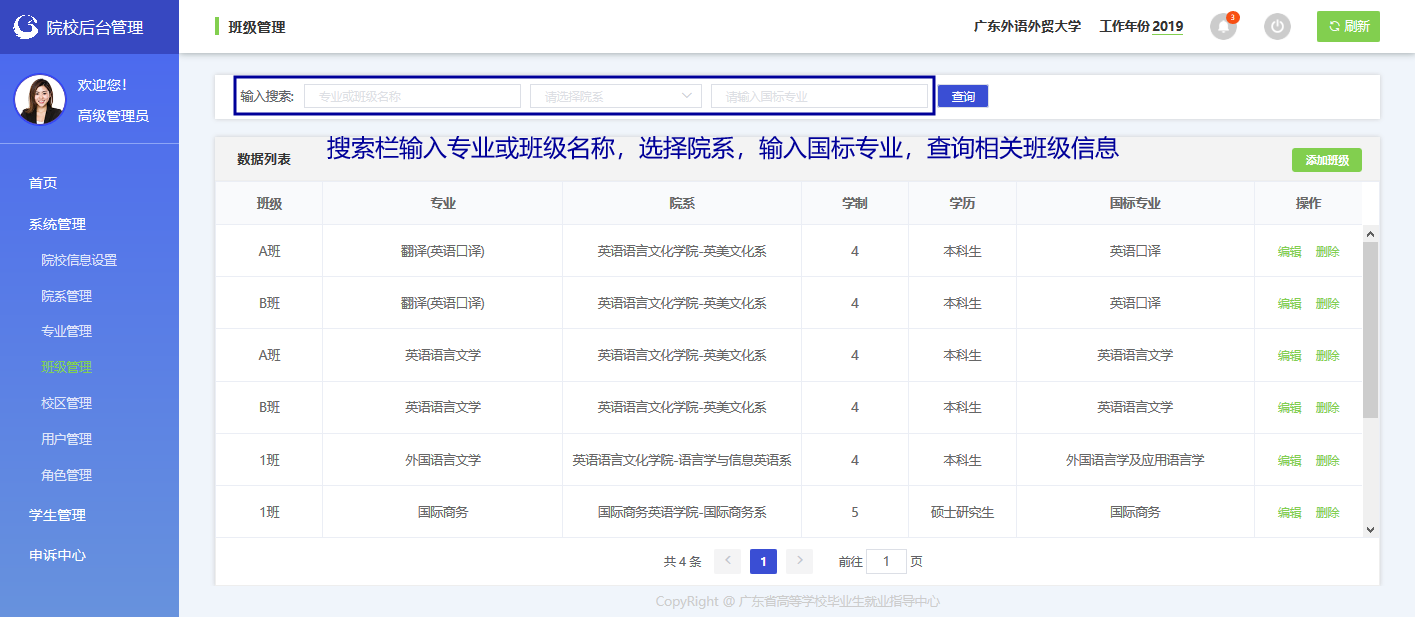 院校后台管理
班级管理
广东外语外贸大学 工作年份 2019
3
刷新
欢迎您！
高级管理员
首页
系统管理
院校信息设置
院系管理
专业管理
班级管理
校区管理
用户管理
角色管理
学生管理
申诉中心
输入搜索: 专业或班级名称 请选择院系 请输入国标专业 查询
搜索栏输入专业或班级名称，选择院系，输入国标专业，查询相关班级信息
数据列表 添加班级
班级 专业 院系 学制 学历 国标专业 操作
A班 翻译(英语口译) 英语语言文化学院-英美文化系 4 本科生 英语口译 编辑 删除
B班 翻译(英语口译) 英语语言文化学院-英美文化系 4 本科生 英语口译 编辑 删除
A班 英语语言文学 英语语言文化学院-英美文化系 4 本科生 英语语言文学 编辑 删除
B班 英语语言文学 英语语言文化学院-英美文化系 4 本科生 英语语言文学 编辑 删除
1班 外国语言文学 英语语言文化学院-语言学与信息英语系 4 本科生 外国语言学及应用语言学 编辑 删除
1班 国际商务 国际商务英语学院-国际商务系 5 硕士研究生 国际商务 编辑 删除
共 4 条 < 1 > 前往 1 页
CopyRight @ 广东省高等学校毕业生就业指导中心